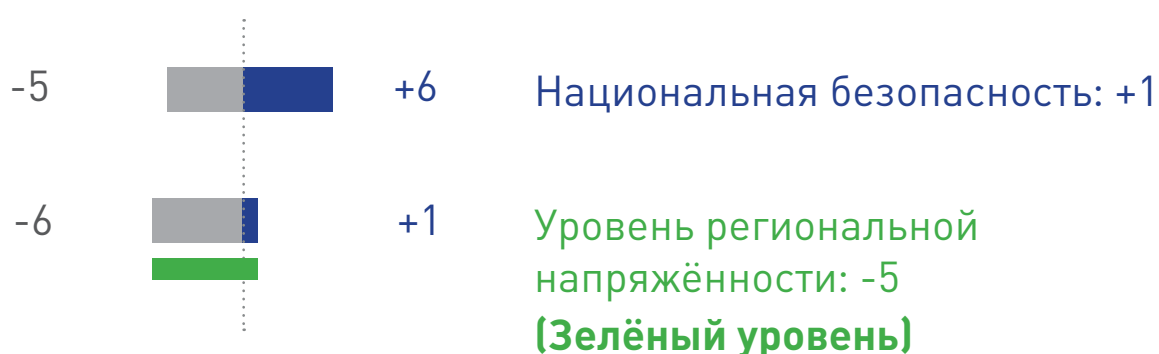 -5
+6
Национальная безопасность: +1
-6
+1
Уровень региональной
напряжённости: -5
(Зелёный уровень)